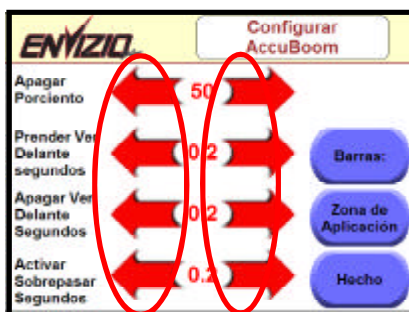 ENVIZIO
Configurar
AccuBoom
Apagar
Porciento
50
Prender Ver
Delante
segundos
0.2
Barras:
Apagar Ver
Delante
Segundos
0.2
Zona de
Aplicación
Activar
Sobrepasar
Segundos
0.2
Hecho